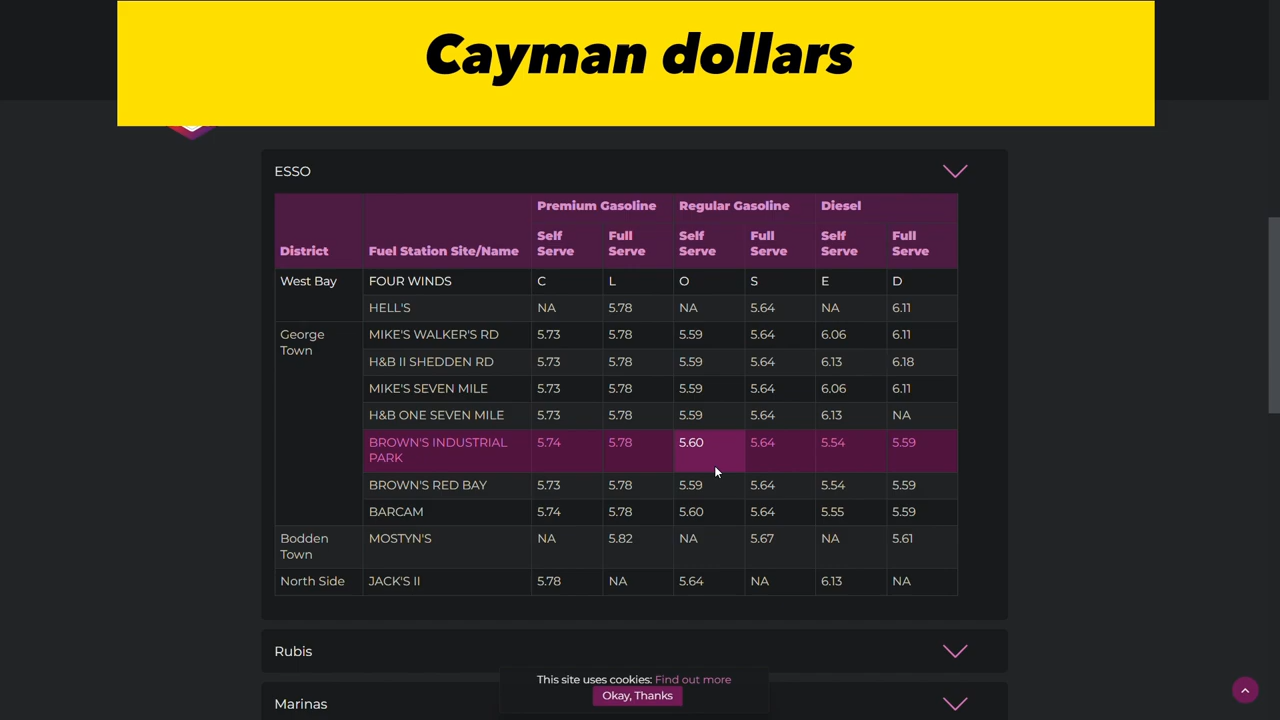 Cayman dollars
ESSO
Premium Gasoline Regular Gasoline Diesel
District Fuel Station Site/Name Self Serve Full Serve Self Serve Full Serve Self Serve Full Serve
West Bay FOUR WINDS C L O S E D
HELL'S NA 5.78 NA 5.64 NA 6.11
George Town MIKE'S WALKER'S RD 5.73 5.78 5.59 5.64 6.06 6.11
H&B II SHEDDEN RD 5.73 5.78 5.59 5.64 6.13 6.18
MIKE'S SEVEN MILE 5.73 5.78 5.59 5.64 6.06 6.11
H&B ONE SEVEN MILE 5.73 5.78 5.59 5.64 6.13 NA
BROWN'S INDUSTRIAL PARK 5.74 5.78 5.60 5.64 5.54 5.59
BROWN'S RED BAY 5.73 5.78 5.59 5.64 5.54 5.59
BARCAM 5.74 5.78 5.60 5.64 5.55 5.59
Bodden Town MOSTYN'S NA 5.82 NA 5.67 NA 5.61
North Side JACK'S II 5.78 NA 5.64 NA 6.13 NA
Rubis
This site uses cookies: Find out more
Okay, Thanks
Marinas